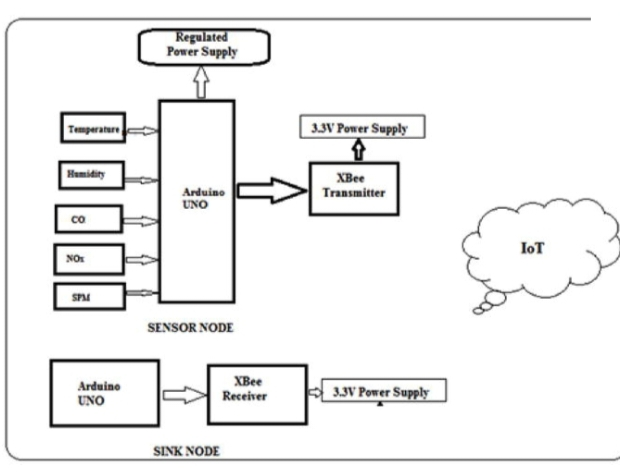 Regulated
Power Supply
Temperature
Humidity
CO
NOx
SPM
Arduino
UNO
3.3V Power Supply
XBee
Transmitter
IoT
SENSOR NODE
Arduino
UNO
XBee
Receiver
3.3V Power Supply
SINK NODE